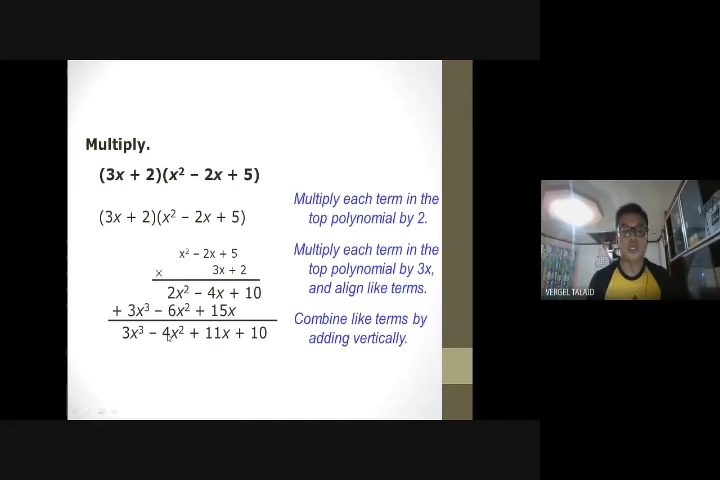 Multiply.
(3x + 2)(x² – 2x + 5)
(3x + 2)(x² – 2x + 5)
x² – 2x + 5
x 3x + 2
2x² – 4x + 10
+ 3x³ – 6x² + 15x
3x³ – 4x² + 11x + 10
Multiply each term in the
top polynomial by 2.
Multiply each term in the
top polynomial by 3x,
and align like terms.
Combine like terms by
adding vertically.
VERGEL TALAID